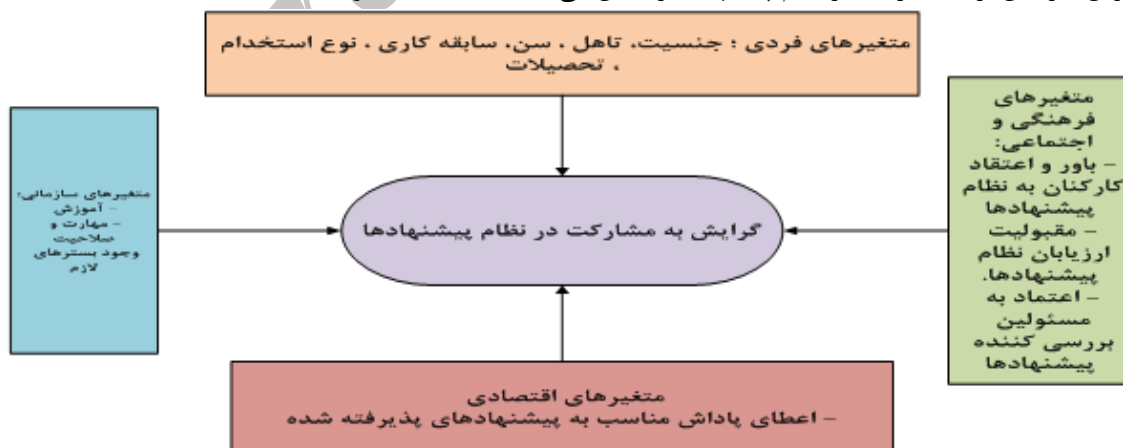 متغیرهای فردی ؛ جنسیت، تاهل ، سن، سابقه کاری ، نوع استخدام
، تحصیلات
متغیرهای
فرهنگی و
اجتماعی:
– باور و اعتقاد
کارکنان به نظام
پیشنهادها
– مقبولیت
ارزیابان نظام
پیشنهادها.
– اعتماد به
مسئولین
بررسی کننده
پیشنهادها
گرایش به مشارکت در نظام پیشنهادها
متغیرهای سازمانی؛
– آموزش
– مهارت و
صلاحیت
وجود بسترهای
لازم
متغیرهای اقتصادی
– اعطای پاداش مناسب به پیشنهادهای پذیرفته شده